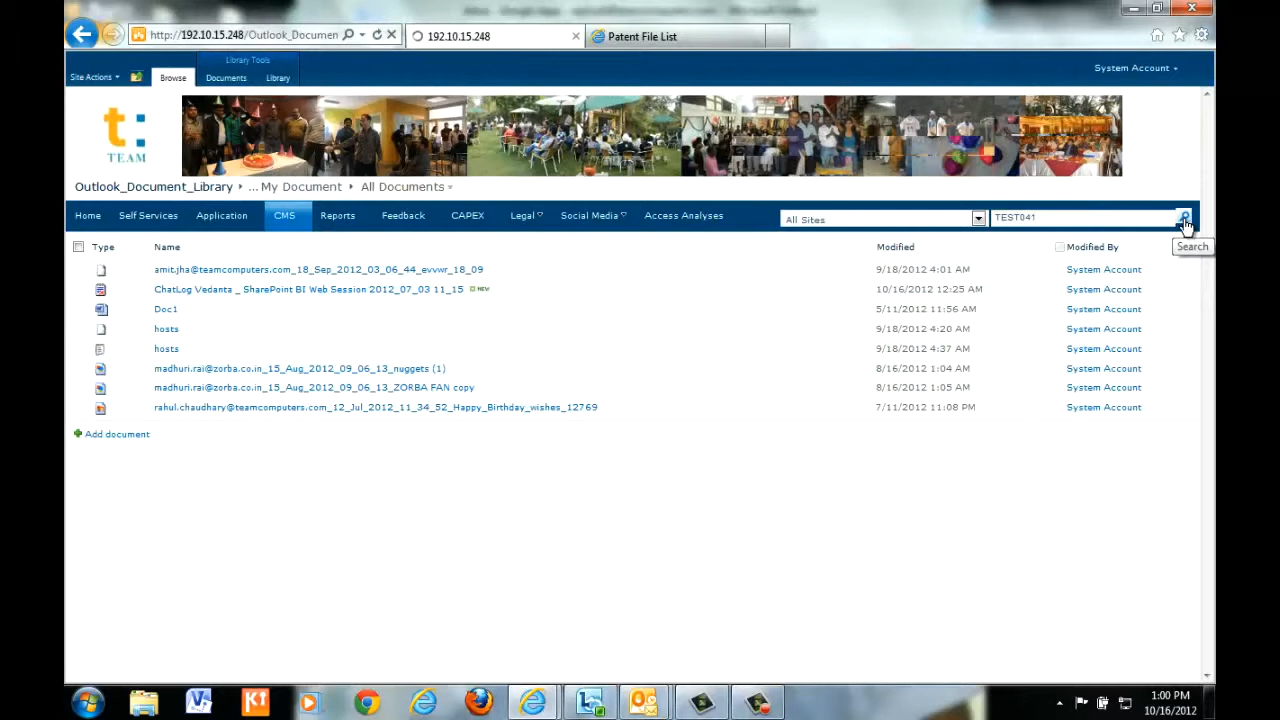 http://192.10.15.248/Outlook_Documen
192.10.15.248
Patent File List
Library Tools
Site Actions
Browse
Documents
Library
System Account
t:
TEAM
Outlook_Document_Library ... My Document All Documents
Home
Self Services
Application
CMS
Reports
Feedback
CAPEX
Legal
Social Media
Access Analyses
All Sites
TEST041
Search
Type Name Modified Modified By
amit.jha@teamcomputers.com_18_Sep_2012_03_06_44_evvwr_18_09 9/18/2012 4:01 AM System Account
ChatLog Vedanta _ SharePoint BI Web Session 2012_07_03 11_15 NEW 10/16/2012 12:25 AM System Account
Doc1 5/11/2012 11:56 AM System Account
hosts 9/18/2012 4:20 AM System Account
hosts 9/18/2012 4:37 AM System Account
madhuri.rai@zorba.co.in_15_Aug_2012_09_06_13_nuggets (1) 8/16/2012 1:04 AM System Account
madhuri.rai@zorba.co.in_15_Aug_2012_09_06_13_ZORBA FAN copy 8/16/2012 1:05 AM System Account
rahul.chaudhary@teamcomputers.com_12_Jul_2012_11_34_52_Happy_Birthday_wishes_12769 7/11/2012 11:08 PM System Account
Add document
1:00 PM
10/16/2012